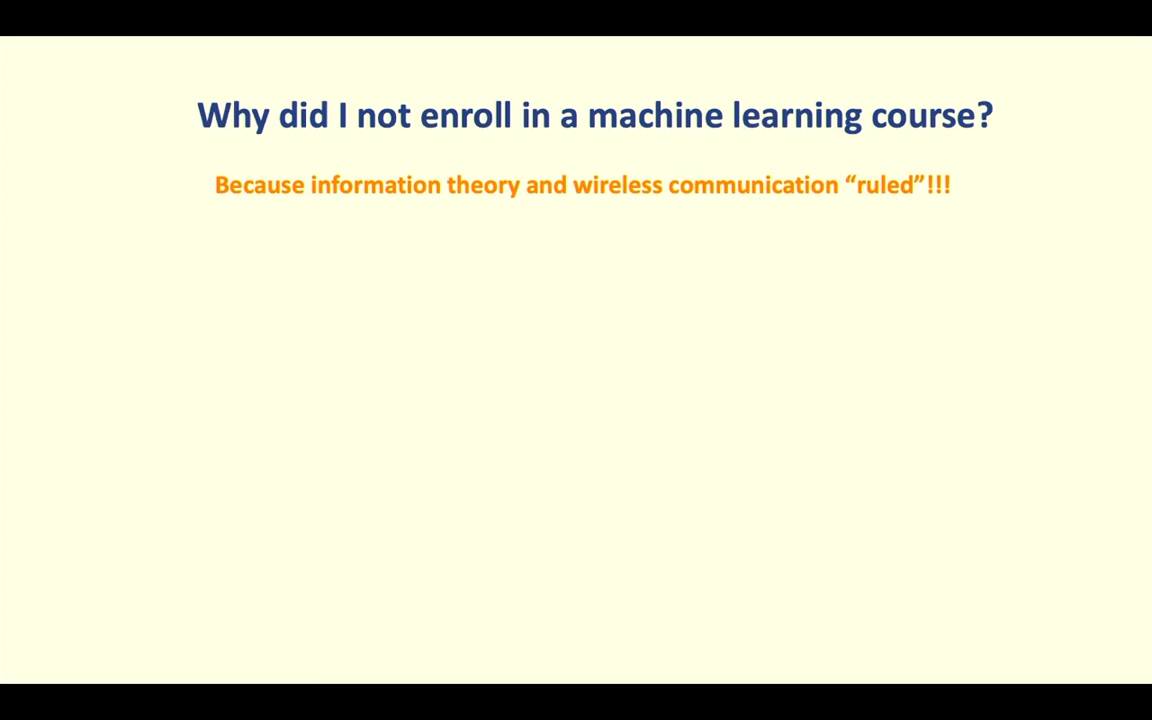 Why did I not enroll in a machine learning course?
Because information theory and wireless communication “ruled”!!!